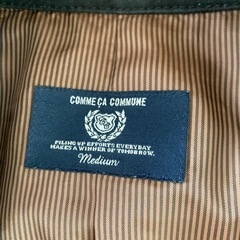 COMME ÇA COMMUNE
PILING UP EFFORTS EVERYDAY
MAKES A WINNER OF TOMORROW.
Medium